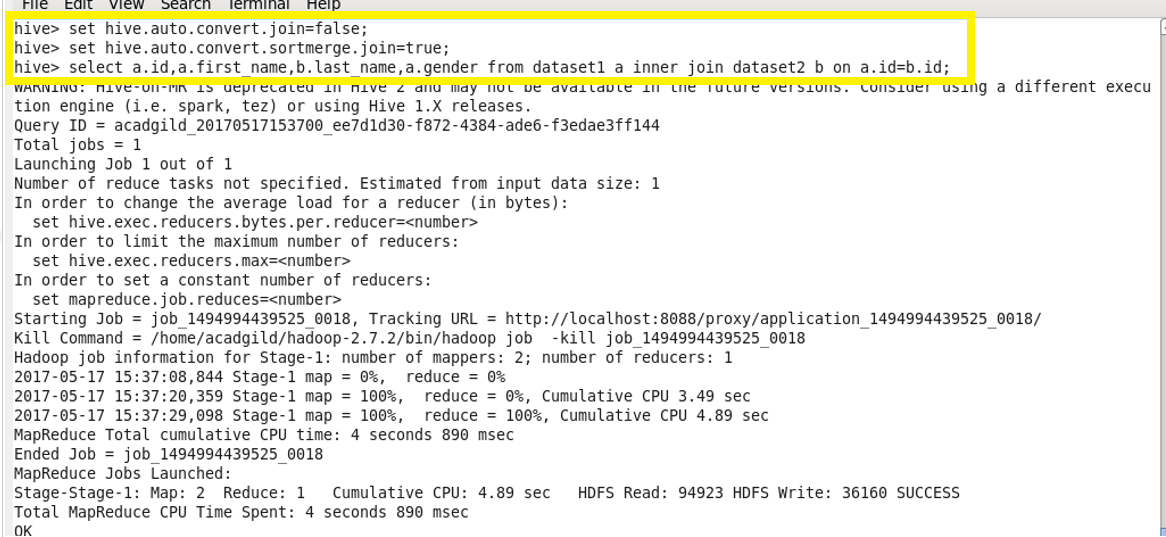 File Edit View Search Terminal Help
hive> set hive.auto.convert.join=false;
hive> set hive.auto.convert.sortmerge.join=true;
hive> select a.id,a.first_name,b.last_name,a.gender from dataset1 a inner join dataset2 b on a.id=b.id;
WARNING: Hive-on-MR is deprecated in Hive 2 and may not be available in the future versions. Consider using a different execu
tion engine (i.e. spark, tez) or using Hive 1.X releases.
Query ID = acadgild_20170517153700_ee7d1d30-f872-4384-ade6-f3edae3ff144
Total jobs = 1
Launching Job 1 out of 1
Number of reduce tasks not specified. Estimated from input data size: 1
In order to change the average load for a reducer (in bytes):
  set hive.exec.reducers.bytes.per.reducer=<number>
In order to limit the maximum number of reducers:
  set hive.exec.reducers.max=<number>
In order to set a constant number of reducers:
  set mapreduce.job.reduces=<number>
Starting Job = job_1494994439525_0018, Tracking URL = http://localhost:8088/proxy/application_1494994439525_0018/
Kill Command = /home/acadgild/hadoop-2.7.2/bin/hadoop job  -kill job_1494994439525_0018
Hadoop job information for Stage-1: number of mappers: 2; number of reducers: 1
2017-05-17 15:37:08,844 Stage-1 map = 0%,  reduce = 0%
2017-05-17 15:37:20,359 Stage-1 map = 100%,  reduce = 0%, Cumulative CPU 3.49 sec
2017-05-17 15:37:29,098 Stage-1 map = 100%,  reduce = 100%, Cumulative CPU 4.89 sec
MapReduce Total cumulative CPU time: 4 seconds 890 msec
Ended Job = job_1494994439525_0018
MapReduce Jobs Launched:
Stage-Stage-1: Map: 2  Reduce: 1   Cumulative CPU: 4.89 sec   HDFS Read: 94923 HDFS Write: 36160 SUCCESS
Total MapReduce CPU Time Spent: 4 seconds 890 msec
OK